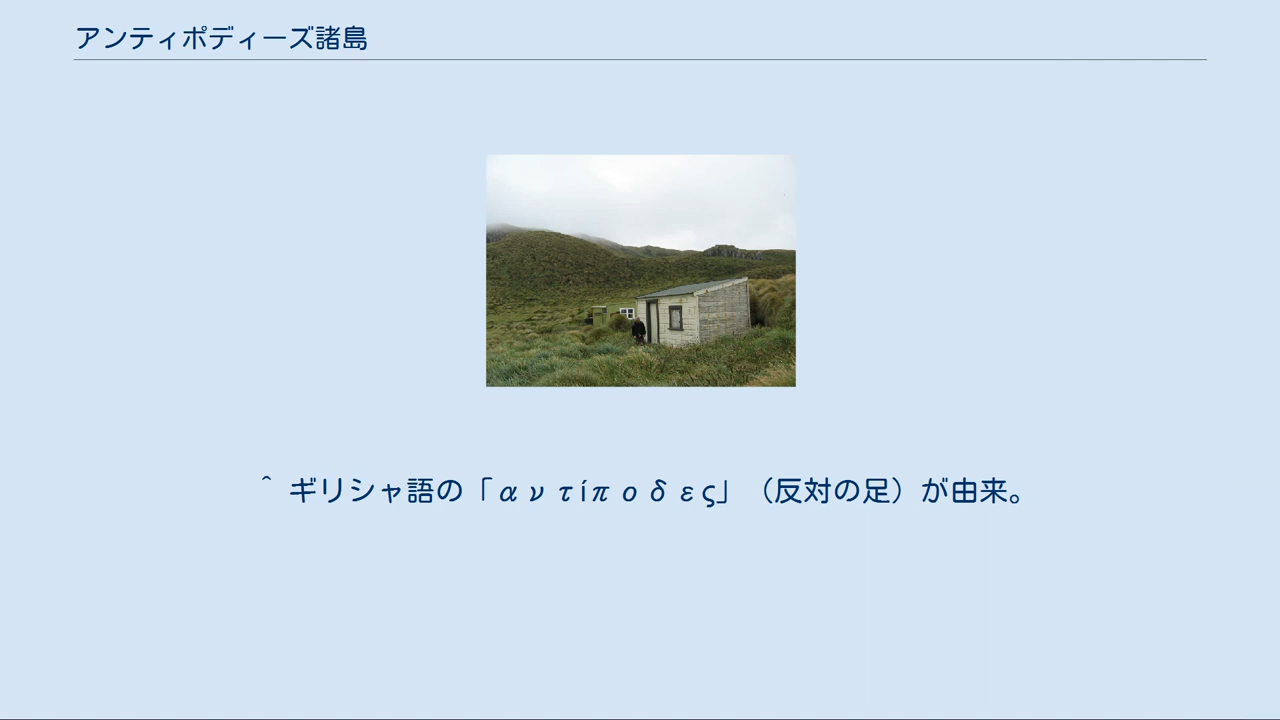 アンティポディーズ諸島
^ ギリシャ語の「αντίποδες」（反対の足）が由来。